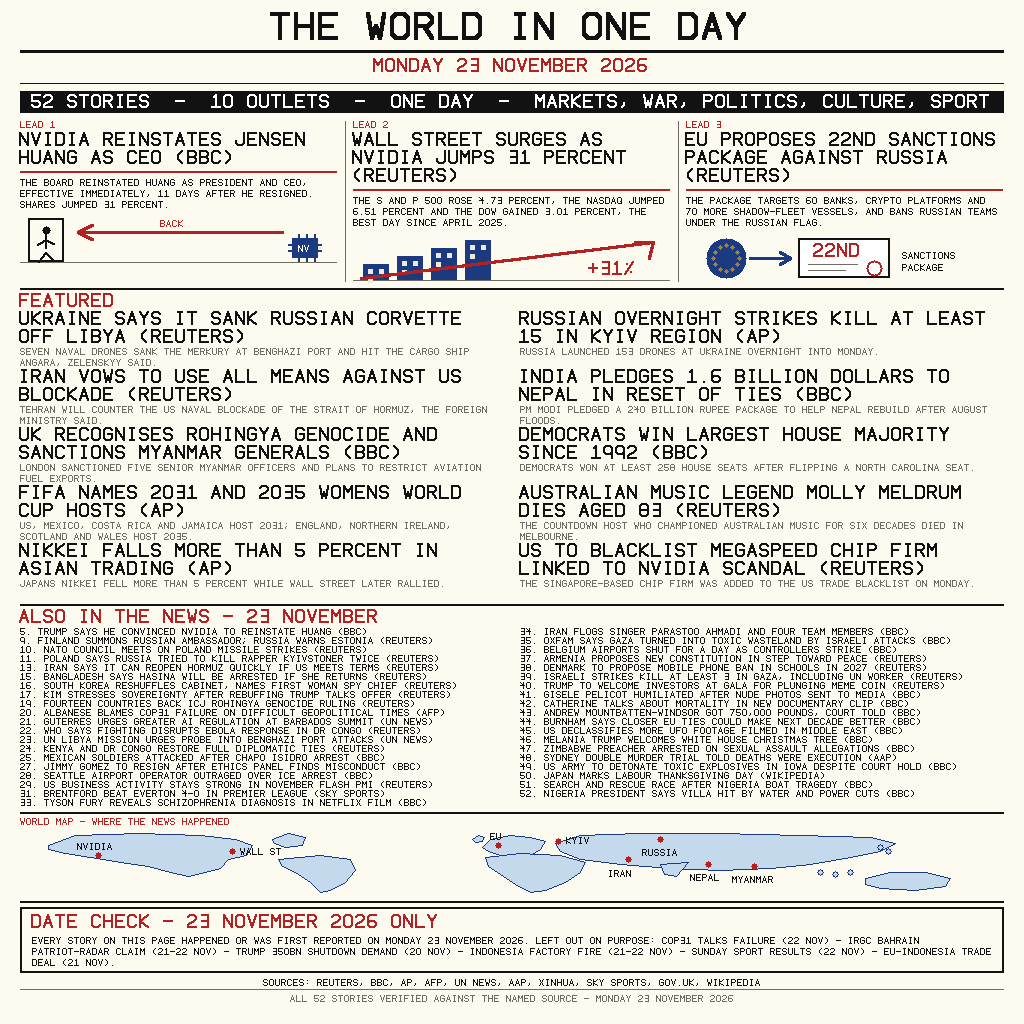 THE WORLD IN ONE DAY
MONDAY 23 NOVEMBER 2026
52 STORIES – 10 OUTLETS – ONE DAY – MARKETS, WAR, POLITICS, CULTURE, SPORT
LEAD 1
NVIDIA REINSTATES JENSEN
HUANG AS CEO (BBC)
THE BOARD REINSTATED HUANG AS PRESIDENT AND CEO,
EFFECTIVE IMMEDIATELY, 11 DAYS AFTER HE RESIGNED.
SHARES JUMPED 31 PERCENT.
BACK
NV
LEAD 2
WALL STREET SURGES AS
NVIDIA JUMPS 31 PERCENT
(REUTERS)
THE S AND P 500 ROSE 4.73 PERCENT, THE NASDAQ JUMPED
6.51 PERCENT AND THE DOW GAINED 3.01 PERCENT, THE
BEST DAY SINCE APRIL 2025.
+31%
LEAD 3
EU PROPOSES 22ND SANCTIONS
PACKAGE AGAINST RUSSIA
(REUTERS)
THE PACKAGE TARGETS 60 BANKS, CRYPTO PLATFORMS AND
70 MORE SHADOW-FLEET VESSELS, AND BANS RUSSIAN TEAMS
UNDER THE RUSSIAN FLAG.
22ND
SANCTIONS
PACKAGE
FEATURED
UKRAINE SAYS IT SANK RUSSIAN CORVETTE
OFF LIBYA (REUTERS)
SEVEN NAVAL DRONES SANK THE MERKURY AT BENGHAZI PORT AND HIT THE CARGO SHIP
ANGARA, ZELENSKYY SAID.
IRAN VOWS TO USE ALL MEANS AGAINST US
BLOCKADE (REUTERS)
TEHRAN WILL COUNTER THE US NAVAL BLOCKADE OF THE STRAIT OF HORMUZ, THE FOREIGN
MINISTRY SAID.
UK RECOGNISES ROHINGYA GENOCIDE AND
SANCTIONS MYANMAR GENERALS (BBC)
LONDON SANCTIONED FIVE SENIOR MYANMAR OFFICERS AND PLANS TO RESTRICT AVIATION
FUEL EXPORTS.
FIFA NAMES 2031 AND 2035 WOMENS WORLD
CUP HOSTS (AP)
US, MEXICO, COSTA RICA AND JAMAICA HOST 2031; ENGLAND, NORTHERN IRELAND,
SCOTLAND AND WALES HOST 2035.
NIKKEI FALLS MORE THAN 5 PERCENT IN
ASIAN TRADING (AP)
JAPANS NIKKEI FELL MORE THAN 5 PERCENT WHILE WALL STREET LATER RALLIED.
RUSSIAN OVERNIGHT STRIKES KILL AT LEAST
15 IN KYIV REGION (AP)
RUSSIA LAUNCHED 153 DRONES AT UKRAINE OVERNIGHT INTO MONDAY.
INDIA PLEDGES 1.6 BILLION DOLLARS TO
NEPAL IN RESET OF TIES (BBC)
PM MODI PLEDGED A 240 BILLION RUPEE PACKAGE TO HELP NEPAL REBUILD AFTER AUGUST
FLOODS.
DEMOCRATS WIN LARGEST HOUSE MAJORITY
SINCE 1992 (BBC)
DEMOCRATS WON AT LEAST 250 HOUSE SEATS AFTER FLIPPING A NORTH CAROLINA SEAT.
AUSTRALIAN MUSIC LEGEND MOLLY MELDRUM
DIES AGED 83 (REUTERS)
THE COUNTDOWN HOST WHO CHAMPIONED AUSTRALIAN MUSIC FOR SIX DECADES DIED IN
MELBOURNE.
US TO BLACKLIST MEGASPEED CHIP FIRM
LINKED TO NVIDIA SCANDAL (REUTERS)
THE SINGAPORE-BASED CHIP FIRM WAS ADDED TO THE US TRADE BLACKLIST ON MONDAY.
ALSO IN THE NEWS – 23 NOVEMBER
5. TRUMP SAYS HE CONVINCED NVIDIA TO REINSTATE HUANG (BBC)
9. FINLAND SUMMONS RUSSIAN AMBASSADOR; RUSSIA WARNS ESTONIA (REUTERS)
10. NATO COUNCIL MEETS ON POLAND MISSILE STRIKES (REUTERS)
11. POLAND SAYS RUSSIA TRIED TO KILL RAPPER KYIVSTONER TWICE (REUTERS)
13. IRAN SAYS IT CAN REOPEN HORMUZ QUICKLY IF US MEETS TERMS (REUTERS)
15. BANGLADESH SAYS HASINA WILL BE ARRESTED IF SHE RETURNS (REUTERS)
16. SOUTH KOREA RESHUFFLES CABINET, NAMES FIRST WOMAN SPY CHIEF (REUTERS)
17. KIM STRESSES SOVEREIGNTY AFTER REBUFFING TRUMP TALKS OFFER (REUTERS)
19. FOURTEEN COUNTRIES BACK ICJ ROHINGYA GENOCIDE RULING (REUTERS)
20. ALBANESE BLAMES COP31 FAILURE ON DIFFICULT GEOPOLITICAL TIMES (AFP)
21. GUTERRES URGES GREATER AI REGULATION AT BARBADOS SUMMIT (UN NEWS)
22. WHO SAYS FIGHTING DISRUPTS EBOLA RESPONSE IN DR CONGO (REUTERS)
23. UN LIBYA MISSION URGES PROBE INTO BENGHAZI PORT ATTACKS (UN NEWS)
24. KENYA AND DR CONGO RESTORE FULL DIPLOMATIC TIES (REUTERS)
25. MEXICAN SOLDIERS ATTACKED AFTER CHAPO ISIDRO ARREST (BBC)
27. JIMMY GOMEZ TO RESIGN AFTER ETHICS PANEL FINDS MISCONDUCT (BBC)
28. SEATTLE AIRPORT OPERATOR OUTRAGED OVER ICE ARREST (BBC)
29. US BUSINESS ACTIVITY STAYS STRONG IN NOVEMBER FLASH PMI (REUTERS)
31. BRENTFORD BEAT EVERTON 4-0 IN PREMIER LEAGUE (SKY SPORTS)
33. TYSON FURY REVEALS SCHIZOPHRENIA DIAGNOSIS IN NETFLIX FILM (BBC)
34. IRAN FLOGS SINGER PARASTOO AHMADI AND FOUR TEAM MEMBERS (BBC)
35. OXFAM SAYS GAZA TURNED INTO TOXIC WASTELAND BY ISRAELI ATTACKS (BBC)
36. BELGIUM AIRPORTS SHUT FOR A DAY AS CONTROLLERS STRIKE (BBC)
37. ARMENIA PROPOSES NEW CONSTITUTION IN STEP TOWARD PEACE (REUTERS)
38. DENMARK TO PROPOSE MOBILE PHONE BAN IN SCHOOLS IN 2027 (REUTERS)
39. ISRAELI STRIKES KILL AT LEAST 3 IN GAZA, INCLUDING UN WORKER (REUTERS)
40. TRUMP TO WELCOME INVESTORS AT GALA FOR PLUNGING MEME COIN (REUTERS)
41. GISELE PELICOT HUMILIATED AFTER NUDE PHOTOS SENT TO MEDIA (BBC)
42. CATHERINE TALKS ABOUT MORTALITY IN NEW DOCUMENTARY CLIP (BBC)
43. ANDREW MOUNTBATTEN-WINDSOR GOT 750,000 POUNDS, COURT TOLD (BBC)
44. BURNHAM SAYS CLOSER EU TIES COULD MAKE NEXT DECADE BETTER (BBC)
45. US DECLASSIFIES MORE UFO FOOTAGE FILMED IN MIDDLE EAST (BBC)
46. MELANIA TRUMP WELCOMES WHITE HOUSE CHRISTMAS TREE (BBC)
47. ZIMBABWE PREACHER ARRESTED ON SEXUAL ASSAULT ALLEGATIONS (BBC)
48. SYDNEY DOUBLE MURDER TRIAL TOLD DEATHS WERE EXECUTION (AAP)
49. US ARMY TO DETONATE TOXIC EXPLOSIVES IN IOWA DESPITE COURT HOLD (BBC)
50. JAPAN MARKS LABOUR THANKSGIVING DAY (WIKIPEDIA)
51. SEARCH AND RESCUE RACE AFTER NIGERIA BOAT TRAGEDY (BBC)
52. NIGERIA PRESIDENT SAYS VILLA HIT BY WATER AND POWER CUTS (BBC)
WORLD MAP – WHERE THE NEWS HAPPENED
NVIDIA
WALL ST
EU
KYIV
RUSSIA
IRAN
NEPAL
MYANMAR
DATE CHECK – 23 NOVEMBER 2026 ONLY
EVERY STORY ON THIS PAGE HAPPENED OR WAS FIRST REPORTED ON MONDAY 23 NOVEMBER 2026. LEFT OUT ON PURPOSE: COP31 TALKS FAILURE (22 NOV) – IRGC BAHRAIN
PATRIOT-RADAR CLAIM (21-22 NOV) – TRUMP 350BN SHUTDOWN DEMAND (20 NOV) – INDONESIA FACTORY FIRE (21-22 NOV) – SUNDAY SPORT RESULTS (22 NOV) – EU-INDONESIA TRADE
DEAL (21 NOV).
SOURCES: REUTERS, BBC, AP, AFP, UN NEWS, AAP, XINHUA, SKY SPORTS, GOV.UK, WIKIPEDIA
ALL 52 STORIES VERIFIED AGAINST THE NAMED SOURCE – MONDAY 23 NOVEMBER 2026